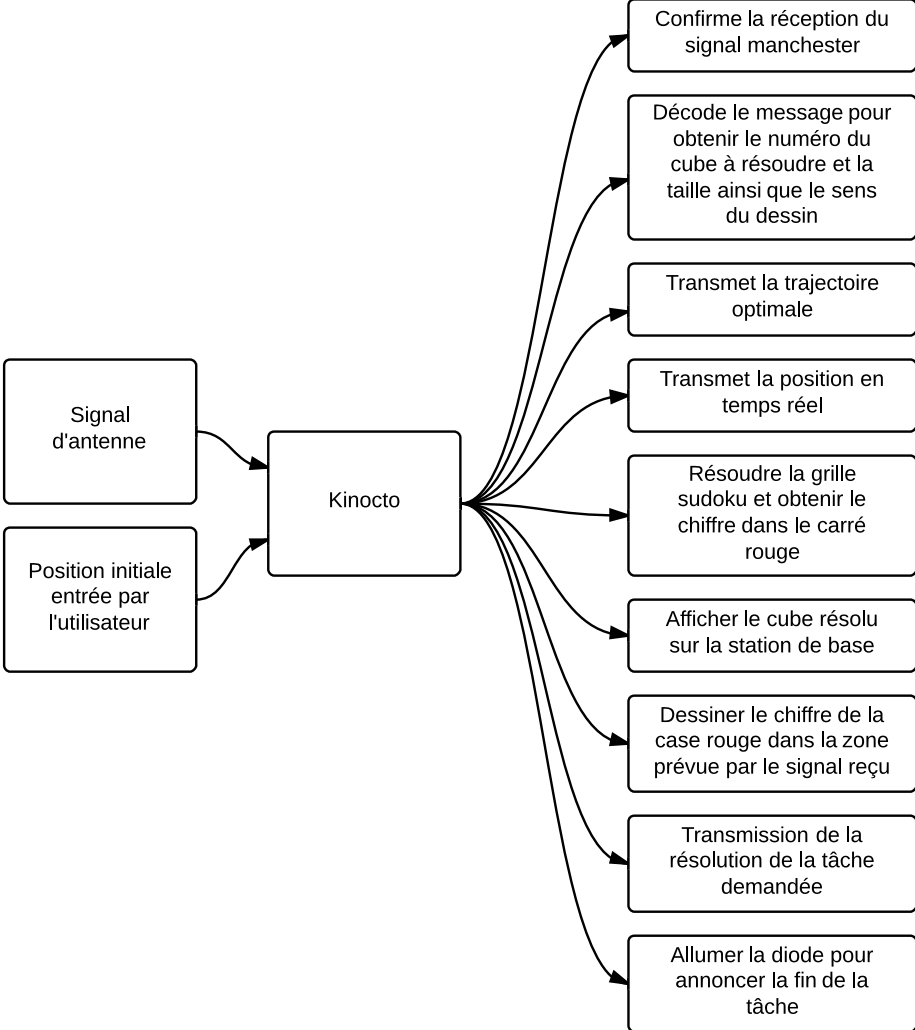 Signal
d'antenne
Position initiale
entrée par
l'utilisateur
Kinocto
Confirme la réception du
signal manchester
Décode le message pour
obtenir le numéro du
cube à résoudre et la
taille ainsi que le sens
du dessin
Transmet la trajectoire
optimale
Transmet la position en
temps réel
Résoudre la grille
sudoku et obtenir le
chiffre dans le carré
rouge
Afficher le cube résolu
sur la station de base
Dessiner le chiffre de la
case rouge dans la zone
prévue par le signal reçu
Transmission de la
résolution de la tâche
demandée
Allumer la diode pour
annoncer la fin de la
tâche